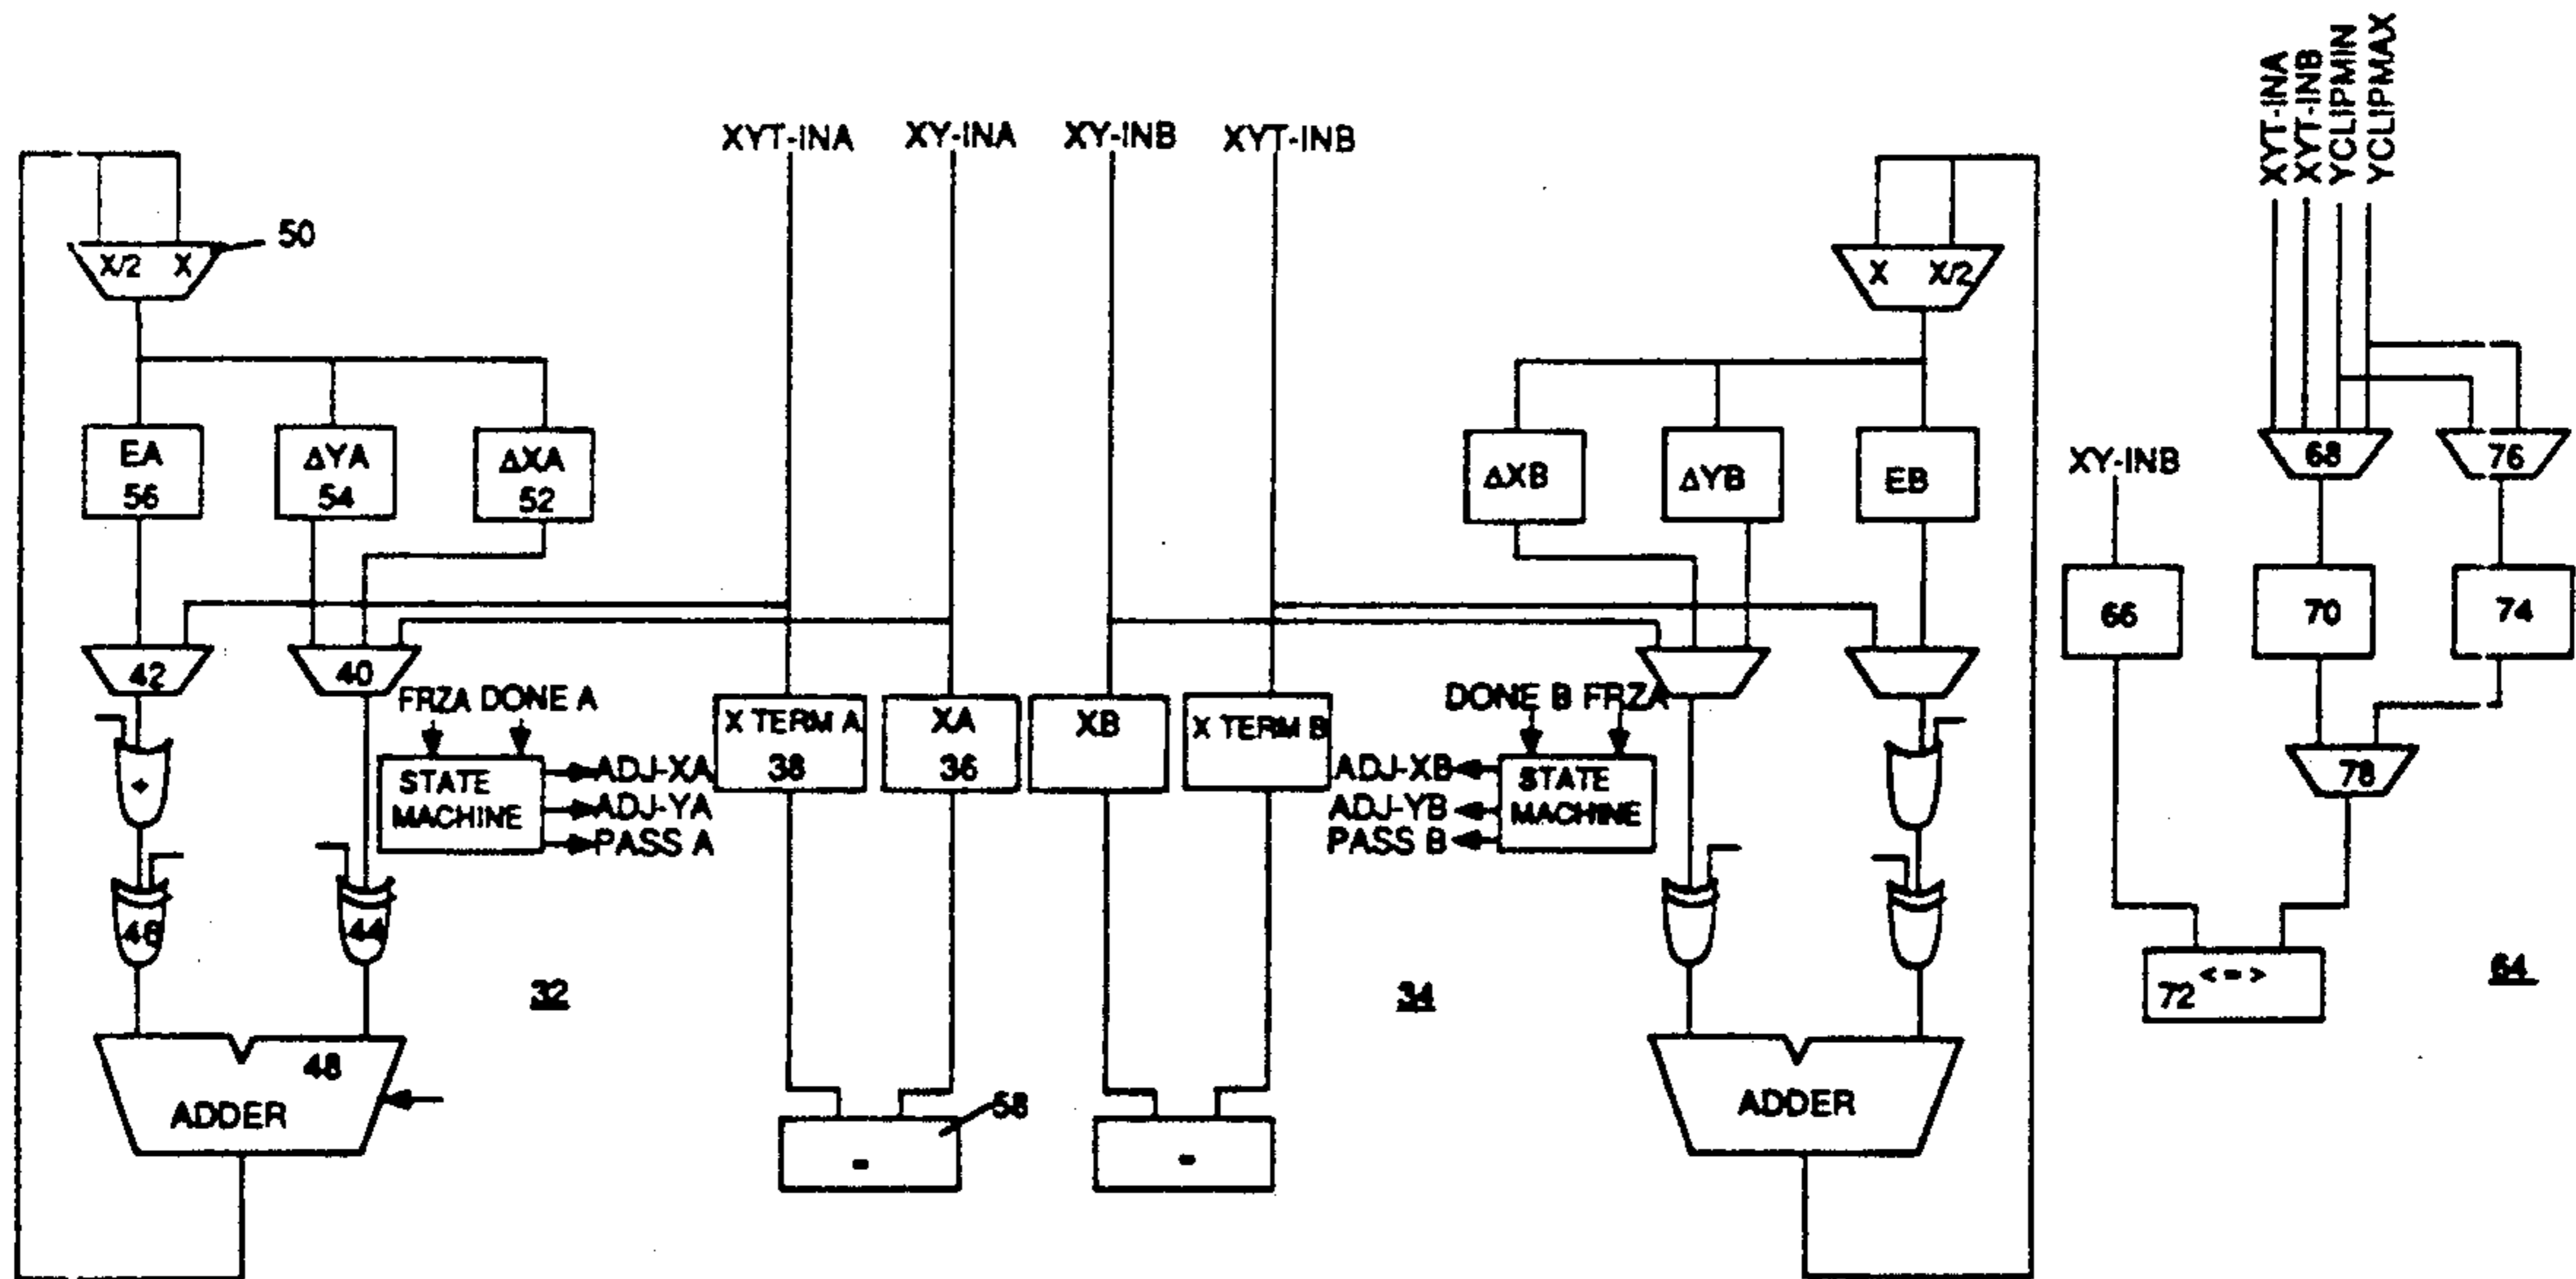 XYT-INA
XYT-INB
YCLIPMIN
YCLIPMAX
XYT-INA
XY-INA
XY-INB
XYT-INB
X/2 X
50
X X/2
EA
56
ΔYA
54
ΔXA
52
ΔXB
ΔYB
EB
XY-INB
68
76
66
70
74
42
40
FRZA DONE A
STATE
MACHINE
ADJ-XA
ADJ-YA
PASS A
X TERM A
38
XA
36
XB
X TERM B
DONE B FRZA
ADJ-XB
ADJ-YB
PASS B
STATE
MACHINE
78
+
46
44
32
34
72 < = >
64
48
ADDER
58
=
=
ADDER